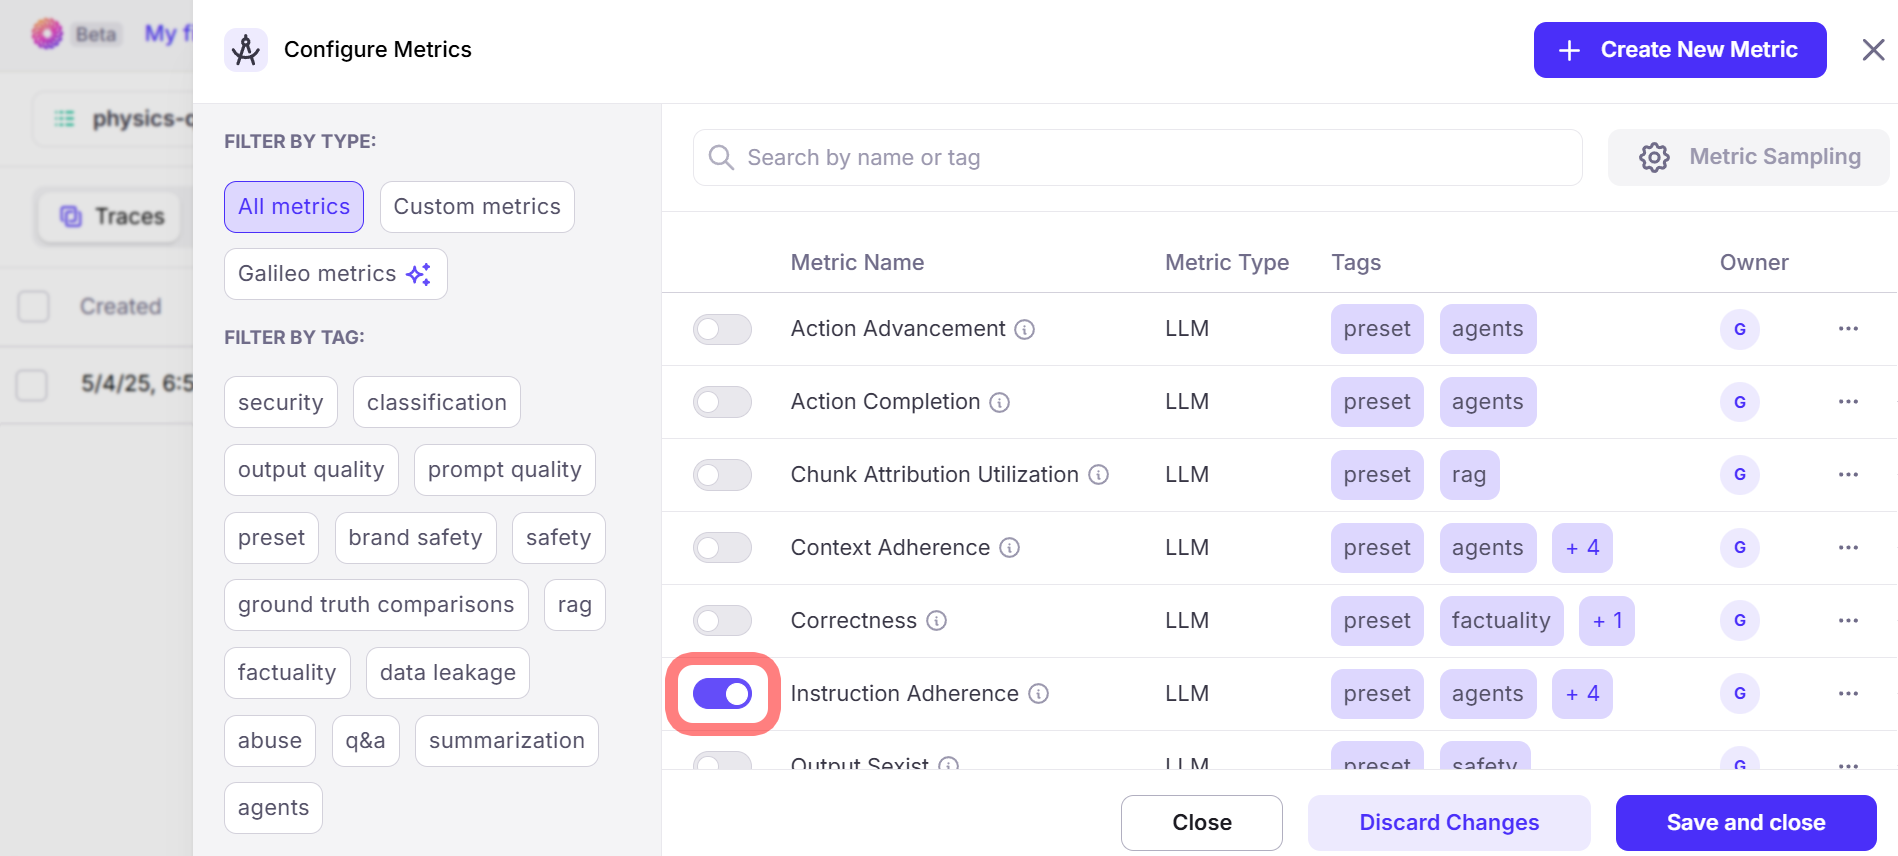 Beta My fi
Configure Metrics
Create New Metric
physics-c
Traces
Created
5/4/25, 6:5
FILTER BY TYPE:
All metrics
Custom metrics
Galileo metrics
FILTER BY TAG:
security
classification
output quality
prompt quality
preset
brand safety
safety
ground truth comparisons
rag
factuality
data leakage
abuse
q&a
summarization
agents
Search by name or tag
Metric Sampling
Metric Name Metric Type Tags Owner
Action Advancement LLM preset agents G
Action Completion LLM preset agents G
Chunk Attribution Utilization LLM preset rag G
Context Adherence LLM preset agents + 4 G
Correctness LLM preset factuality + 1 G
Instruction Adherence LLM preset agents + 4 G
Output Sexist LLM preset safety G
Close
Discard Changes
Save and close